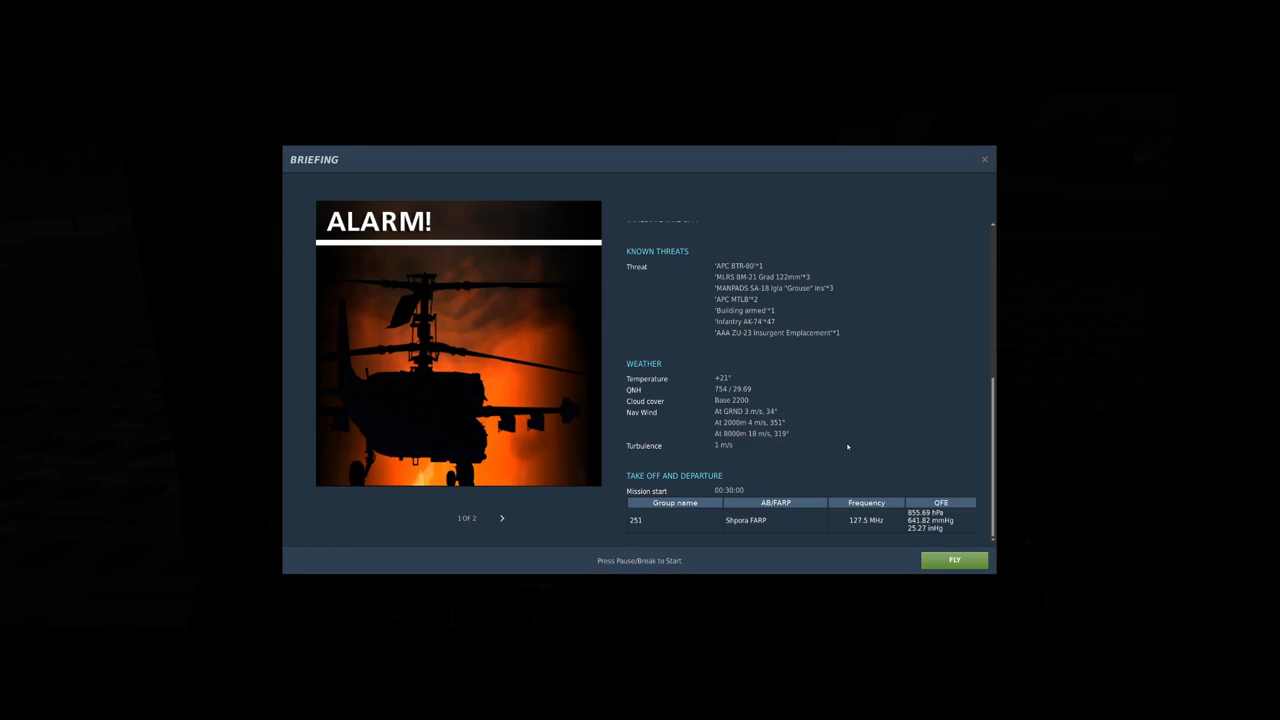 BRIEFING
ALARM!
KNOWN THREATS
Threat
'APC BTR-80'*1
'MLRS BM-21 Grad 122mm'*3
'MANPADS SA-18 Igla "Grouse" Ins'*3
'APC MTLB'*2
'Building armed'*1
'Infantry AK-74'*47
'AAA ZU-23 Insurgent Emplacement'*1
WEATHER
Temperature +21°
QNH 754 / 29.69
Cloud cover Base 2200
Nav Wind At GRND 3 m/s, 34°
At 2000m 4 m/s, 351°
At 8000m 18 m/s, 319°
Turbulence 1 m/s
TAKE OFF AND DEPARTURE
Mission start 00:30:00
Group name AB/FARP Frequency QFE
251 Shpora FARP 127.5 MHz 855.69 hPa
641.82 mmHg
25.27 inHg
1 OF 2
Press Pause/Break to Start
FLY